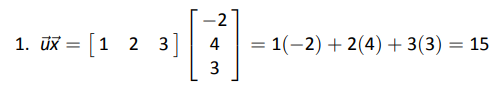 1. u⃗x⃗ = [1 2 3] [−2 4 3] = 1(−2) + 2(4) + 3(3) = 15